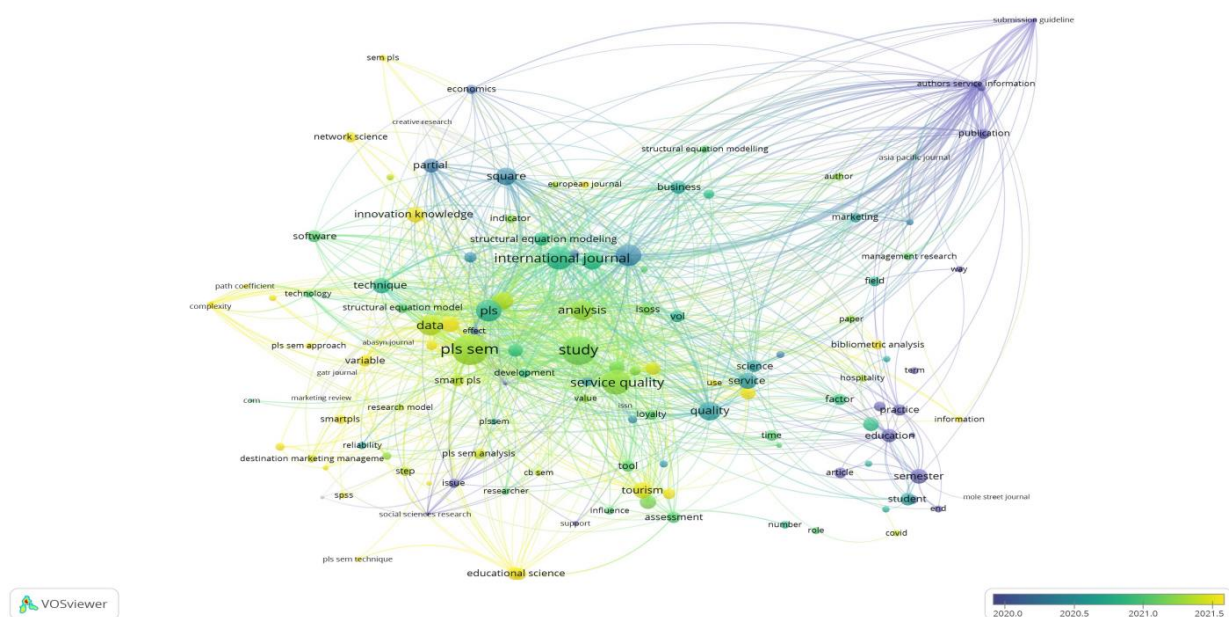 submission guideline
sem pls
authors service information
economics
creative research
publication
network science
structural equation modelling
asia pacific journal
partial
square
european journal
author
business
innovation knowledge
indicator
marketing
software
structural equation modeling
international journal
management research
way
field
path coefficient
technique
technology
complexity
structural equation model
pls
analysis
lsoss
vol
paper
data
effect
abasyn journal
bibliometric analysis
pls sem approach
pls sem
study
variable
gatr journal
science
term
development
smart pls
service quality
use
service
hospitality
com
marketing review
value
issn
factor
research model
quality
practice
loyalty
smartpls
plssem
information
time
education
reliability
pls sem analysis
destination marketing manageme
tool
step
cb sem
article
semester
issue
tourism
spss
researcher
student
mole street journal
influence
end
social sciences research
support
assessment
number
role
covid
pls sem technique
educational science
VOSviewer
2020.0 2020.5 2021.0 2021.5